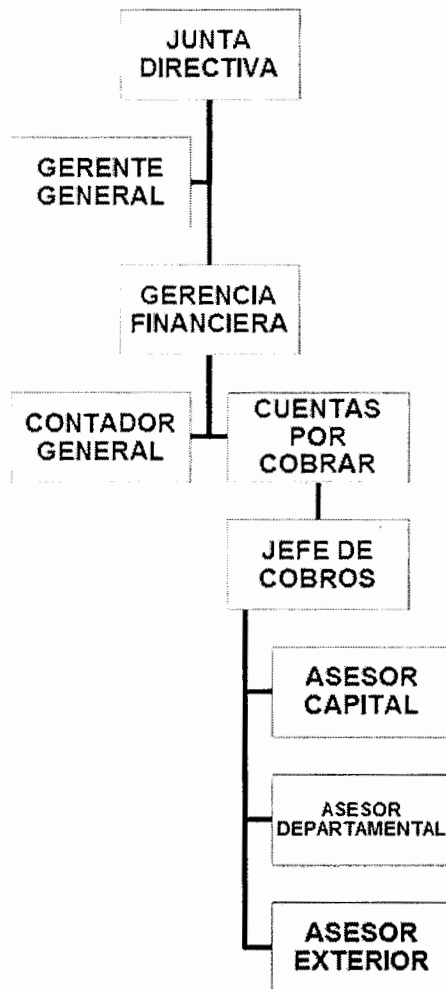 JUNTA
DIRECTIVA
GERENTE
GENERAL
GERENCIA
FINANCIERA
CONTADOR
GENERAL
CUENTAS
POR
COBRAR
JEFE DE
COBROS
ASESOR
CAPITAL
ASESOR
DEPARTAMENTAL
ASESOR
EXTERIOR